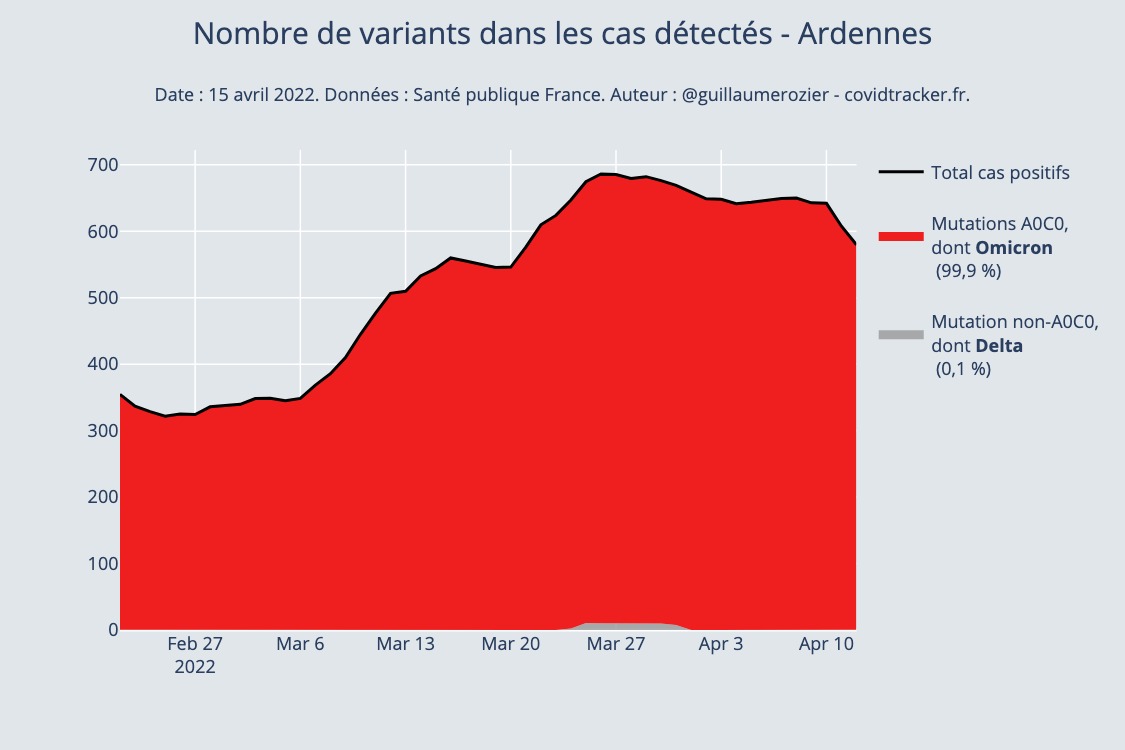 Nombre de variants dans les cas détectés - Ardennes
Date : 15 avril 2022. Données : Santé publique France. Auteur : @guillaumerozier - covidtracker.fr.
700
600
500
400
300
200
100
0
Feb 27
2022
Mar 6
Mar 13
Mar 20
Mar 27
Apr 3
Apr 10
Total cas positifs
Mutations A0C0,
dont Omicron
(99,9 %)
Mutation non-A0C0,
dont Delta
(0,1 %)